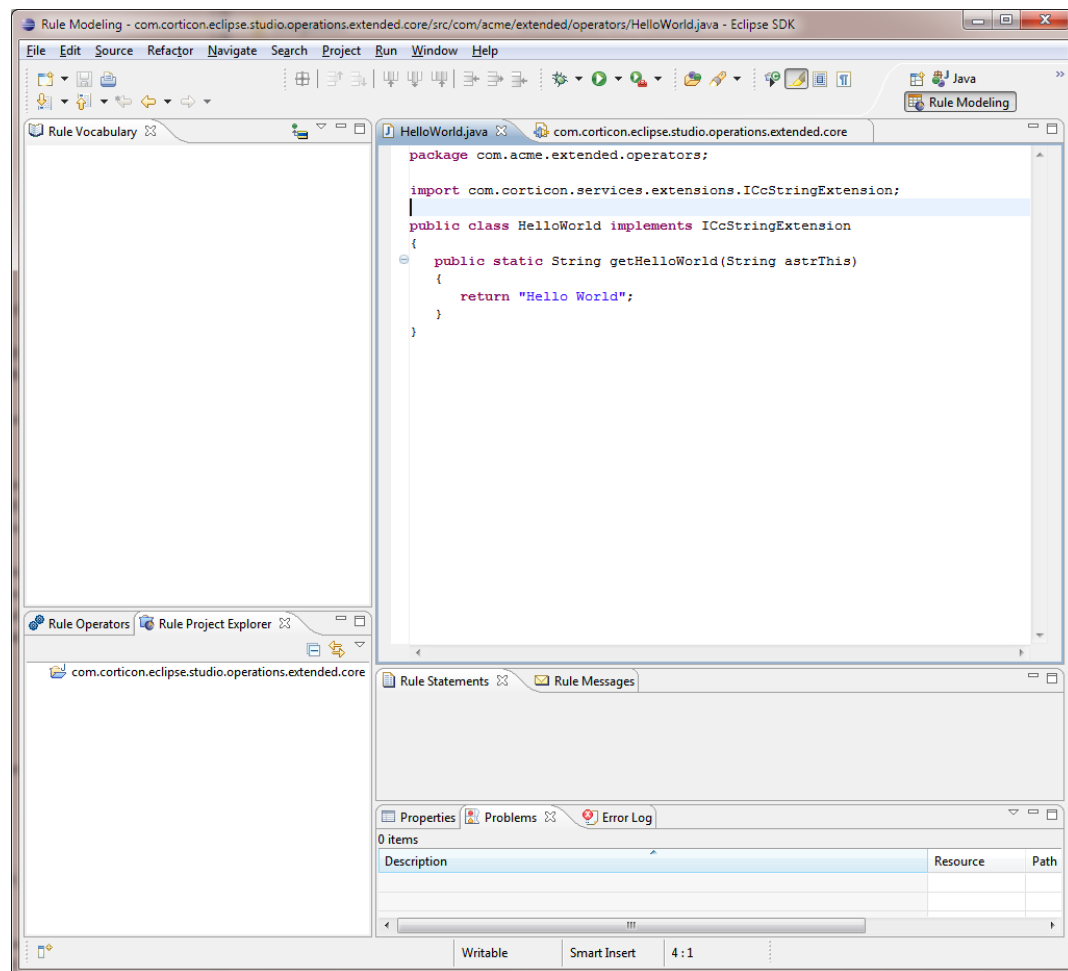 Rule Modeling - com.corticon.eclipse.studio.operations.extended.core/src/com/acme/extended/operators/HelloWorld.java - Eclipse SDK
File Edit Source Refactor Navigate Search Project Run Window Help
Java
Rule Modeling
Rule Vocabulary
HelloWorld.java com.corticon.eclipse.studio.operations.extended.core
package com.acme.extended.operators;
import com.corticon.services.extensions.ICcStringExtension;
public class HelloWorld implements ICcStringExtension
{
public static String getHelloWorld(String astrThis)
{
return "Hello World";
}
}
Rule Operators Rule Project Explorer
com.corticon.eclipse.studio.operations.extended.core
Rule Statements Rule Messages
Properties Problems Error Log
0 items
Description Resource Path
Writable Smart Insert 4 : 1